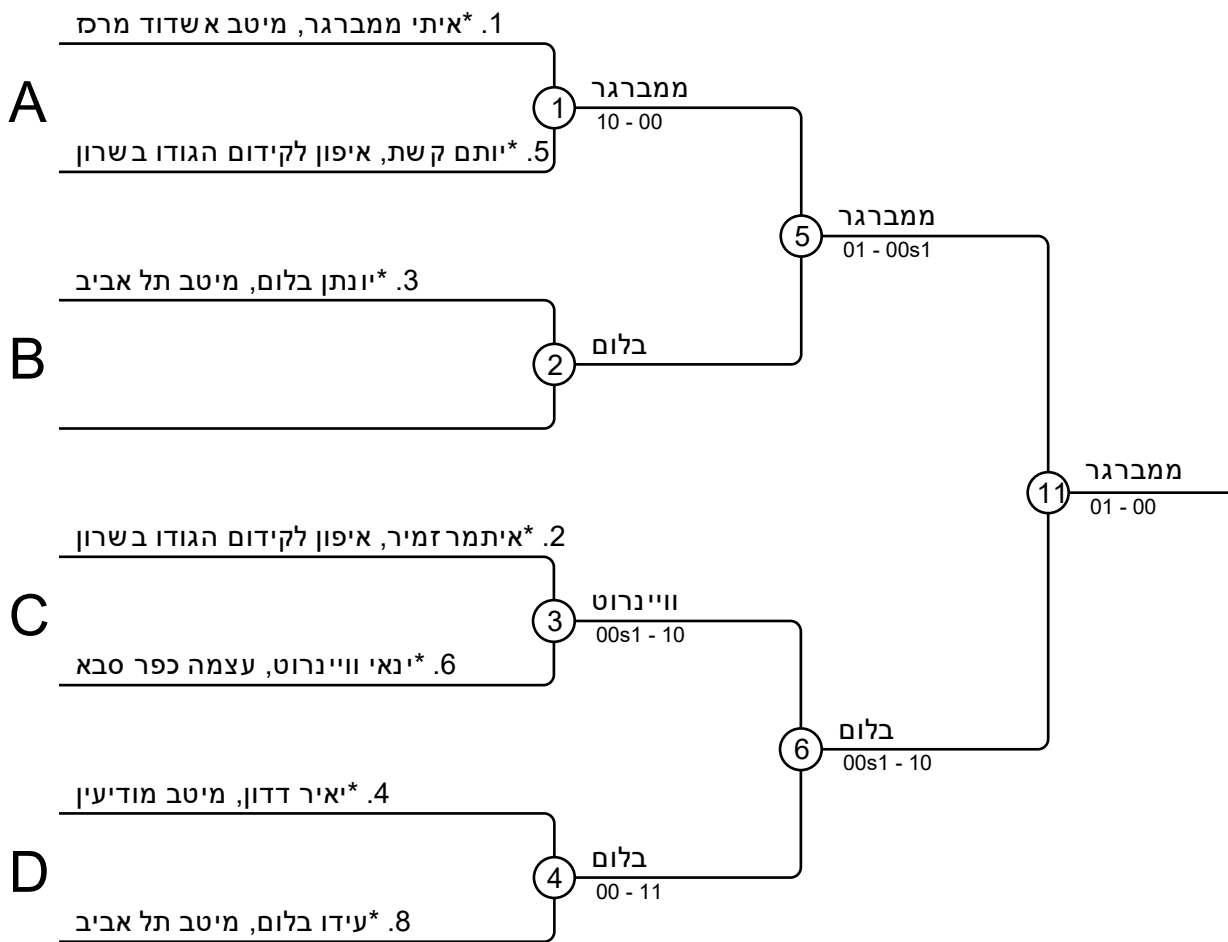 1. *איתי ממברגר, מיטב אשדוד מרכז
A
1
ממברגר
10 - 00
5. *יותם קשת, איפון לקידום הגודו בשרון
5
ממברגר
01 - 00s1
3. *יונתן בלום, מיטב תל אביב
B
2
בלום
11
ממברגר
01 - 00
2. *איתמר זמיר, איפון לקידום הגודו בשרון
C
3
וויינרוט
00s1 - 10
6. *ינאי וויינרוט, עצמה כפר סבא
6
בלום
00s1 - 10
4. *יאיר דדון, מיטב מודיעין
D
4
בלום
00 - 11
8. *עידו בלום, מיטב תל אביב